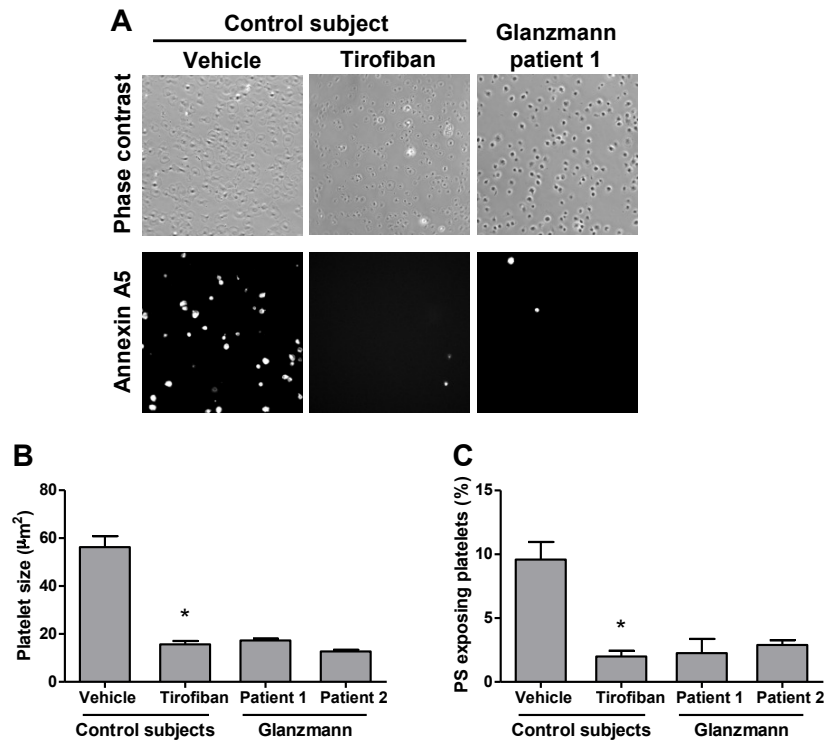 A
Control subject
Glanzmann
patient 1
Vehicle
Tirofiban
Phase contrast
Annexin A5
B
Platelet size (µm²)
80
60
40
20
0
*
Vehicle Tirofiban Patient 1 Patient 2
Control subjects Glanzmann
C
PS exposing platelets (%)
15
10
5
0
*
Vehicle Tirofiban Patient 1 Patient 2
Control subjects Glanzmann